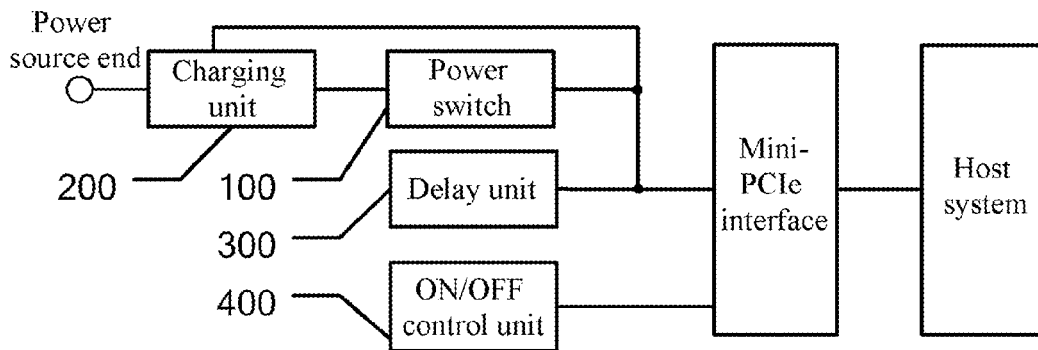 Power
source end
Charging
unit
Power
switch
200
100
Delay unit
300
400
ON/OFF
control unit
Mini-
PCIe
interface
Host
system